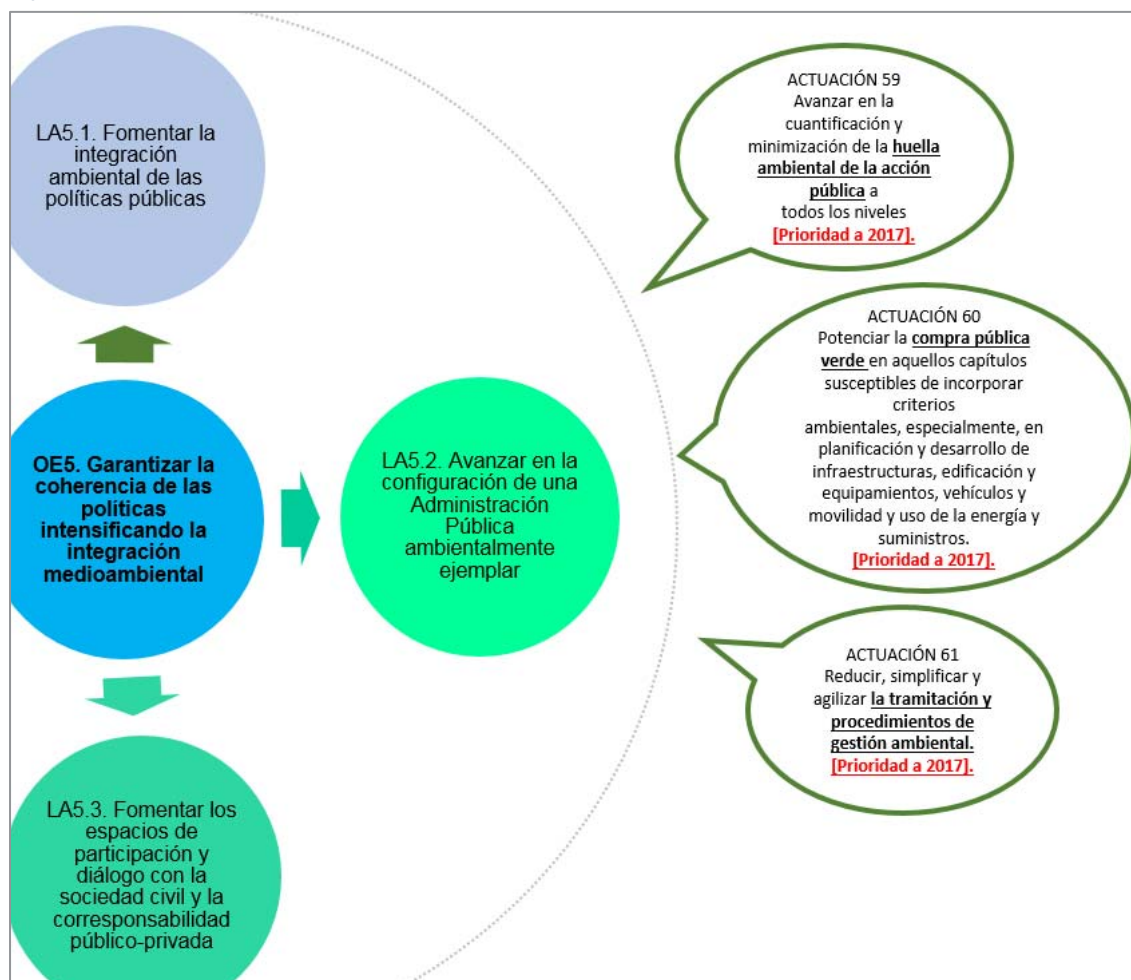 LA5.1. Fomentar la
integración
ambiental de las
políticas públicas
OE5. Garantizar la
coherencia de las
políticas
intensificando la
integración
medioambiental
LA5.3. Fomentar los
espacios de
participación y
diálogo con la
sociedad civil y la
corresponsabilidad
público-privada
LA5.2. Avanzar en la
configuración de una
Administración
Pública
ambientalmente
ejemplar
ACTUACIÓN 59
Avanzar en la
cuantificación y
minimización de la huella
ambiental de la acción
pública a
todos los niveles
[Prioridad a 2017].
ACTUACIÓN 60
Potenciar la compra pública
verde en aquellos capítulos
susceptibles de incorporar
criterios
ambientales, especialmente, en
planificación y desarrollo de
infraestructuras, edificación y
equipamientos, vehículos y
movilidad y uso de la energía y
suministros.
[Prioridad a 2017].
ACTUACIÓN 61
Reducir, simplificar y
agilizar la tramitación y
procedimientos de
gestión ambiental.
[Prioridad a 2017].